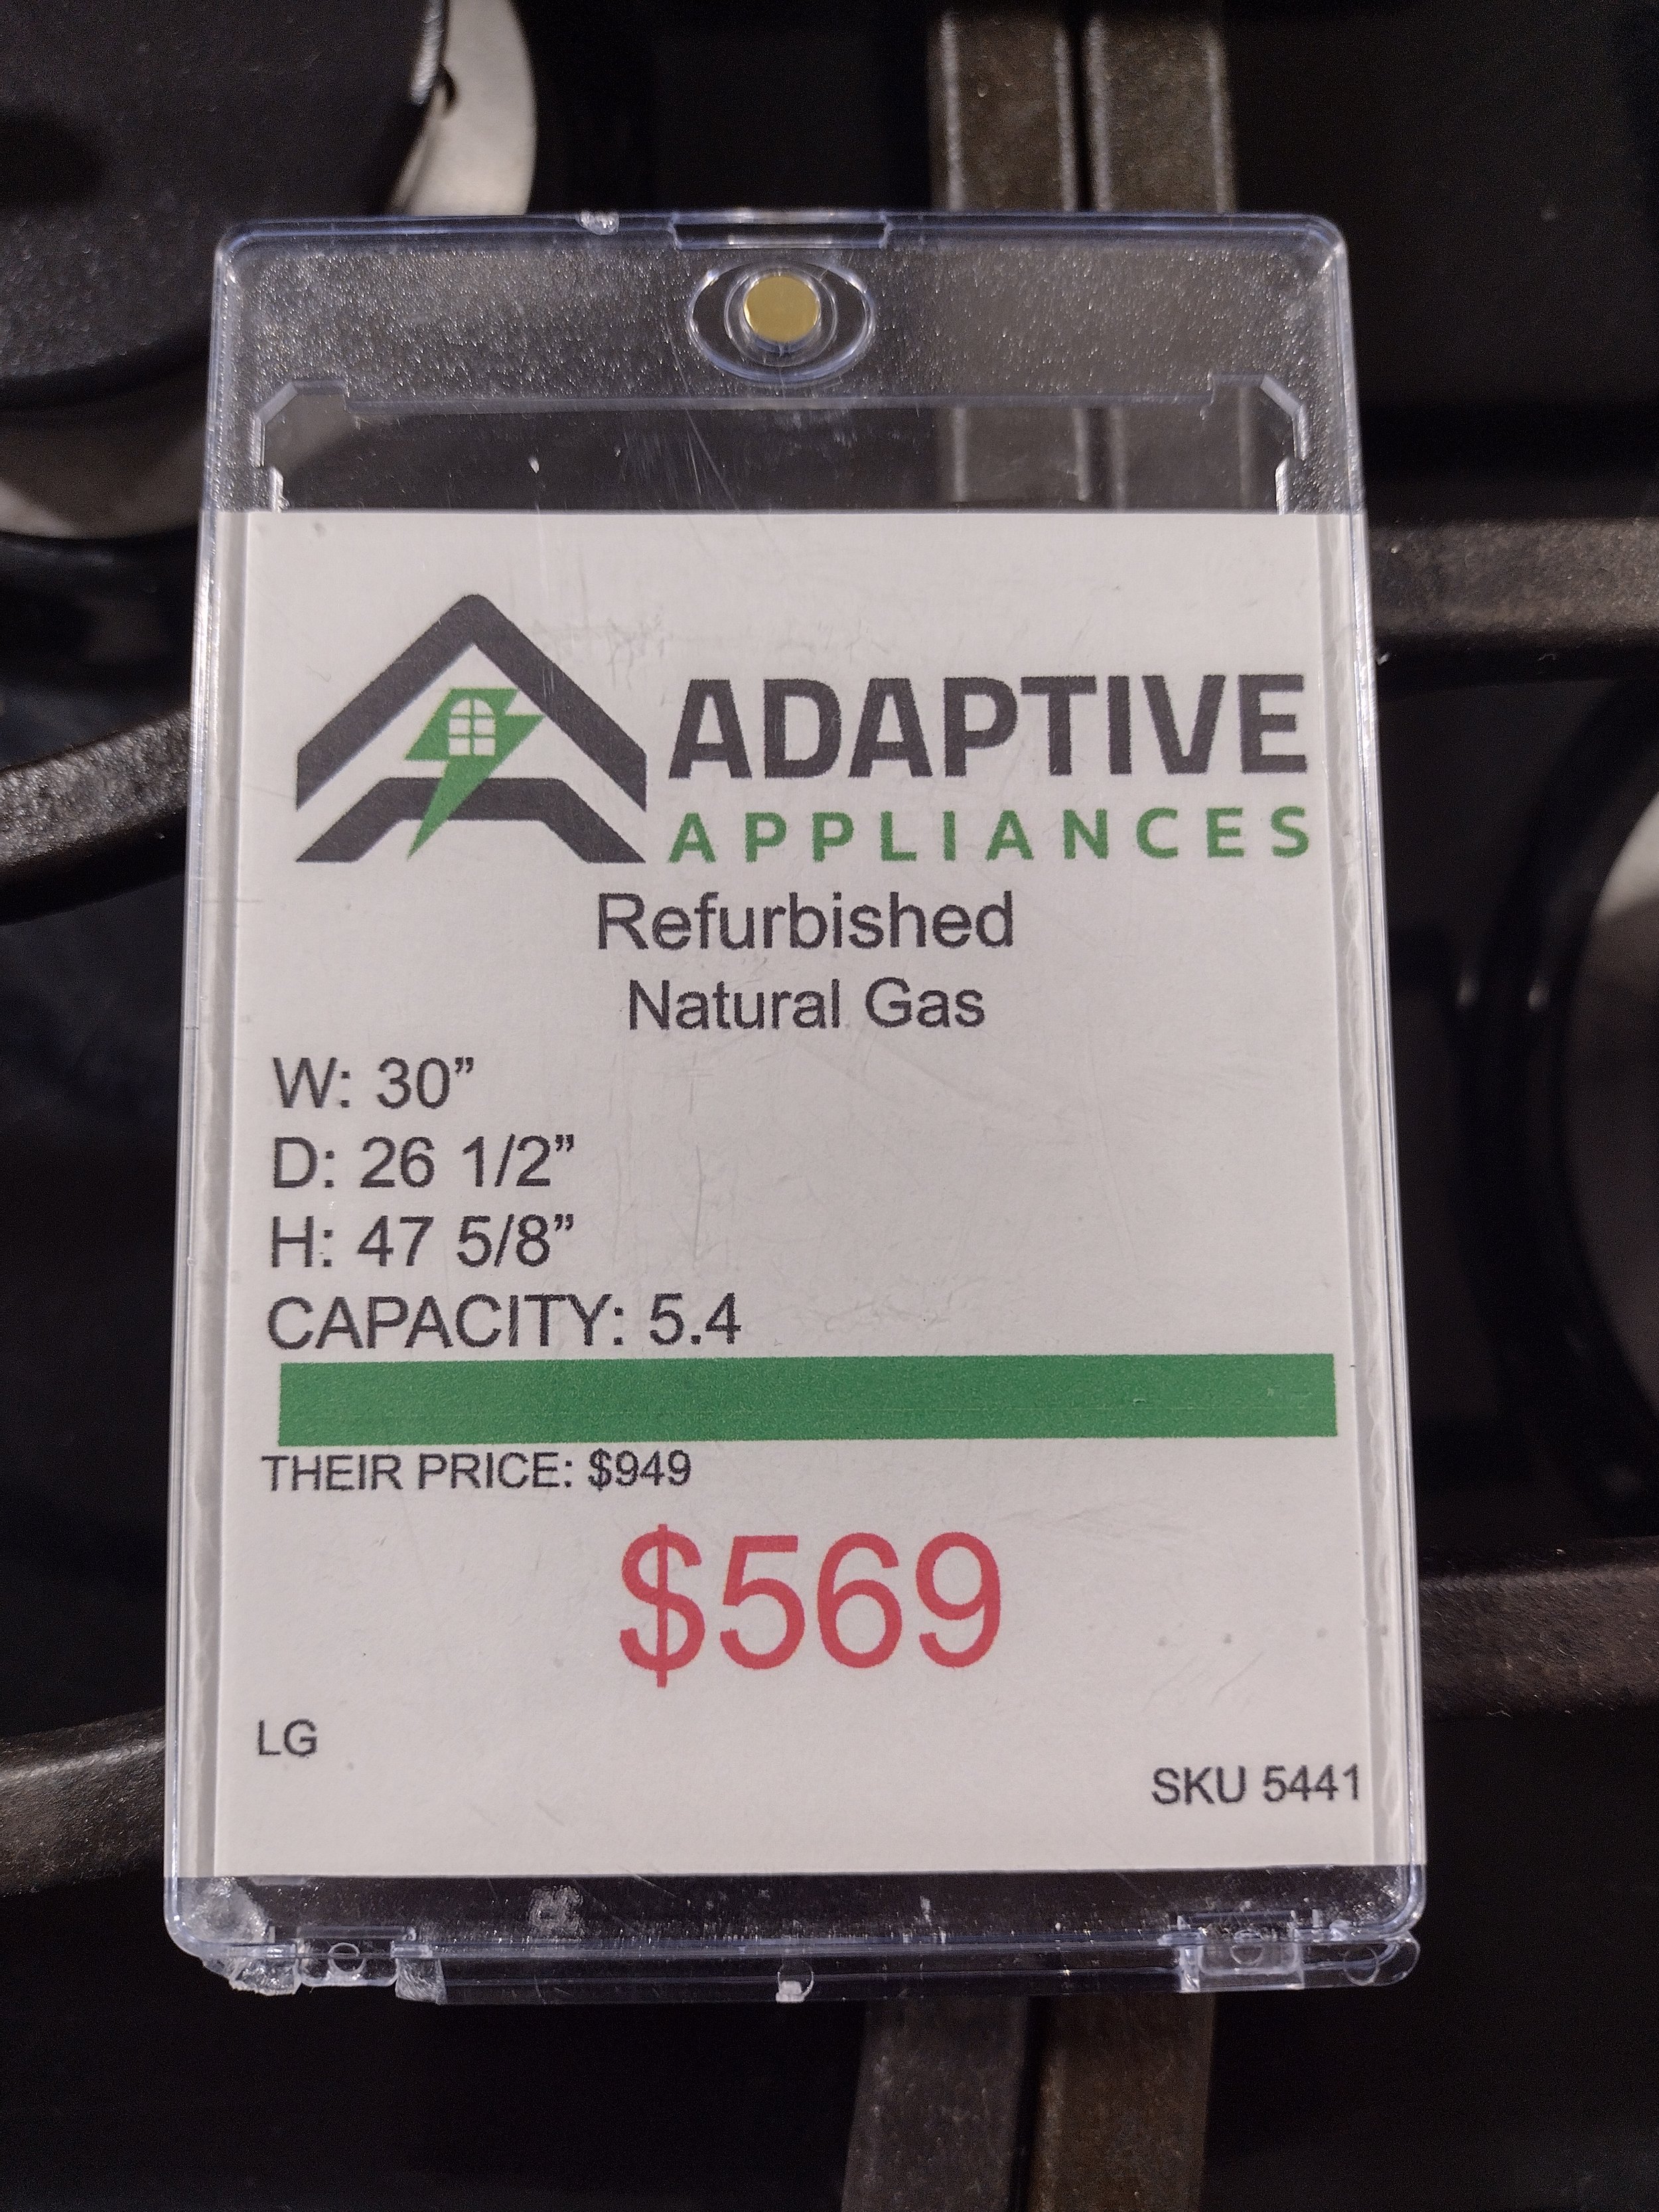 ADAPTIVE
APPLIANCES
Refurbished
Natural Gas
W: 30”
D: 26 1/2”
H: 47 5/8”
CAPACITY: 5.4
THEIR PRICE: $949
$569
LG
SKU 5441